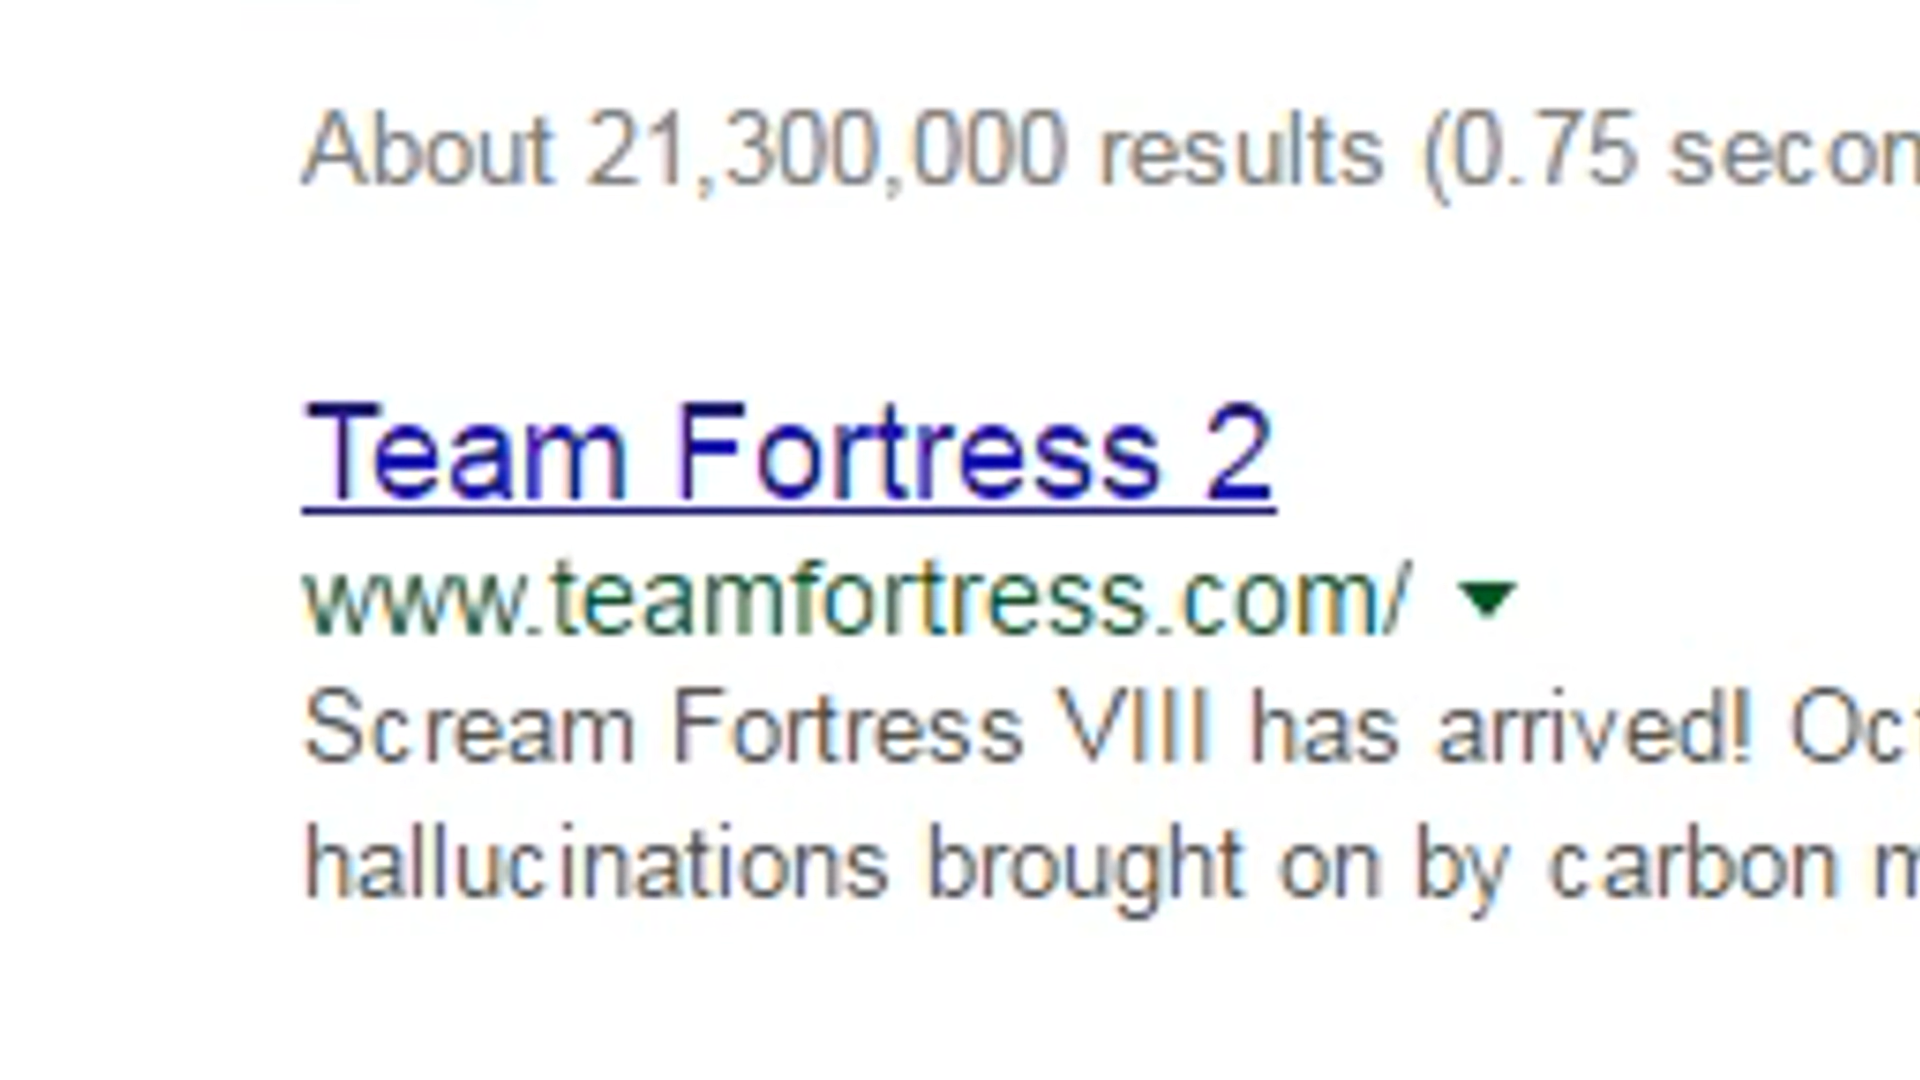 About 21,300,000 results (0.75
Team Fortress 2
www.teamfortress.com/
Scream Fortress VIII has arrived!
hallucinations brought on by carbon